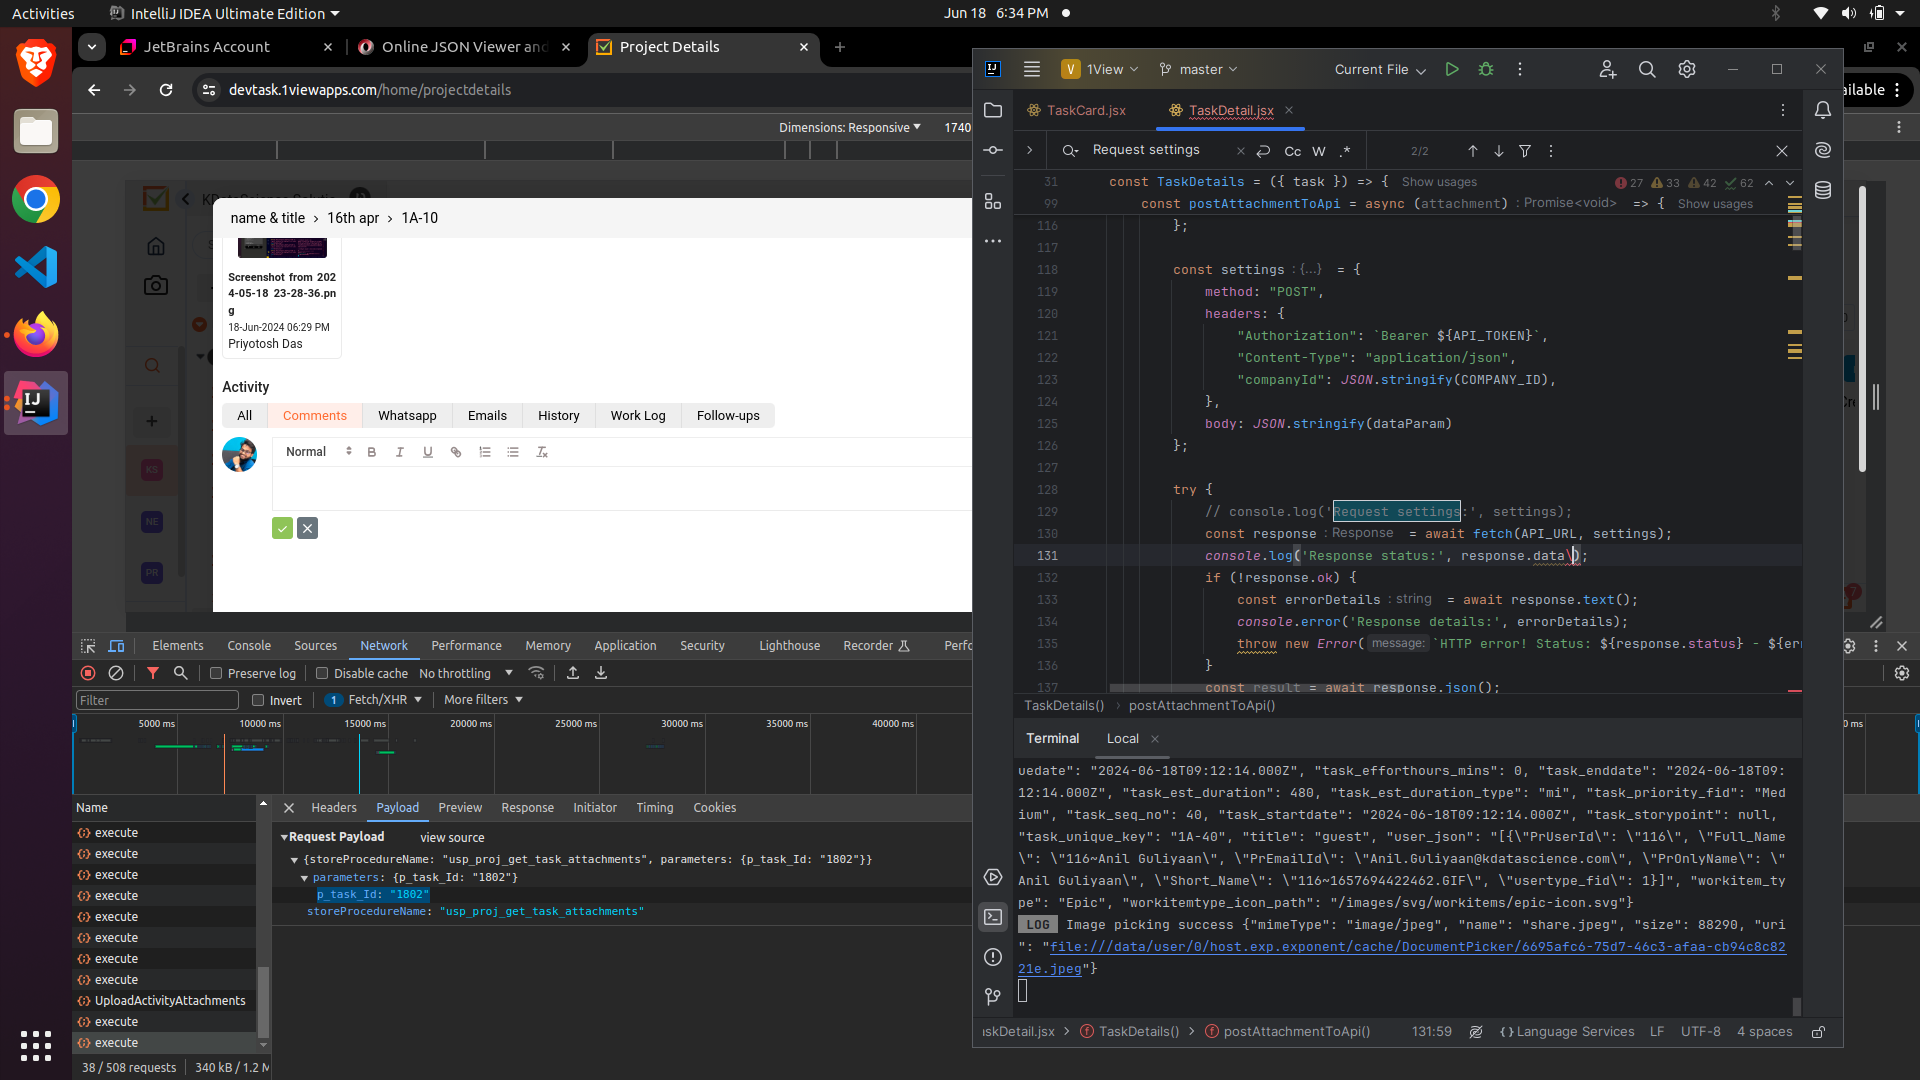 Activities
IntelliJ IDEA Ultimate Edition
Jun 18 6:34 PM
JetBrains Account
Online JSON Viewer and
Project Details
devtask.1viewapps.com/home/projectdetails
Dimensions: Responsive
1740
name & title > 16th apr > 1A-10
Screenshot from 202
4-05-18 23-28-36.pn
g
18-Jun-2024 06:29 PM
Priyotosh Das
Activity
All Comments Whatsapp Emails History Work Log Follow-ups
Normal
KS
NE
PR
Elements Console Sources Network Performance Memory Application Security Lighthouse Recorder Perfo
Preserve log Disable cache No throttling
Filter Invert 1 Fetch/XHR More filters
5000 ms 10000 ms 15000 ms 20000 ms 25000 ms 30000 ms 35000 ms 40000 ms
Name
execute
execute
execute
execute
execute
execute
execute
execute
UploadActivityAttachments
execute
execute
38 / 508 requests 340 kB / 1.2 M
Headers Payload Preview Response Initiator Timing Cookies
Request Payload view source
{storeProcedureName: "usp_proj_get_task_attachments", parameters: {p_task_Id: "1802"}}
parameters: {p_task_Id: "1802"}
p_task_Id: "1802"
storeProcedureName: "usp_proj_get_task_attachments"
V 1View master Current File
ailable
TaskCard.jsx TaskDetail.jsx
Request settings Cc W .* 2/2
31 const TaskDetails = ({ task }) => { Show usages 27 33 42 62
99 const postAttachmentToApi = async (attachment) : Promise<void> => { Show usages
116 };
117
118 const settings : {...} = {
119 method: "POST",
120 headers: {
121 "Authorization": `Bearer ${API_TOKEN}`,
122 "Content-Type": "application/json",
123 "companyId": JSON.stringify(COMPANY_ID),
124 },
125 body: JSON.stringify(dataParam)
126 };
127
128 try {
129 // console.log('Request settings:', settings);
130 const response : Response = await fetch(API_URL, settings);
131 console.log('Response status:', response.data\);
132 if (!response.ok) {
133 const errorDetails : string = await response.text();
134 console.error('Response details:', errorDetails);
135 throw new Error( message: `HTTP error! Status: ${response.status} - ${err
136 }
137 const result = await response.json();
TaskDetails() > postAttachmentToApi()
Terminal Local
uedate": "2024-06-18T09:12:14.000Z", "task_efforthours_mins": 0, "task_enddate": "2024-06-18T09:
12:14.000Z", "task_est_duration": 480, "task_est_duration_type": "mi", "task_priority_fid": "Med
ium", "task_seq_no": 40, "task_startdate": "2024-06-18T09:12:14.000Z", "task_storypoint": null,
"task_unique_key": "1A-40", "title": "guest", "user_json": "[{\"PrUserId\": \"116\", \"Full_Name
\": \"116~Anil Guliyaan\", \"PrEmailId\": \"Anil.Guliyaan@kdatascience.com\", \"PrOnlyName\": \"
Anil Guliyaan\", \"Short_Name\": \"116~1657694422462.GIF\", \"usertype_fid\": 1}]", "workitem_ty
pe": "Epic", "workitemtype_icon_path": "/images/svg/workitems/epic-icon.svg"}
LOG Image picking success {"mimeType": "image/jpeg", "name": "share.jpeg", "size": 88290, "uri
": "file:///data/user/0/host.exp.exponent/cache/DocumentPicker/6695afc6-75d7-46c3-afaa-cb94c8c82
21e.jpeg"}
askDetail.jsx > TaskDetails() > postAttachmentToApi() 131:59 Language Services LF UTF-8 4 spaces